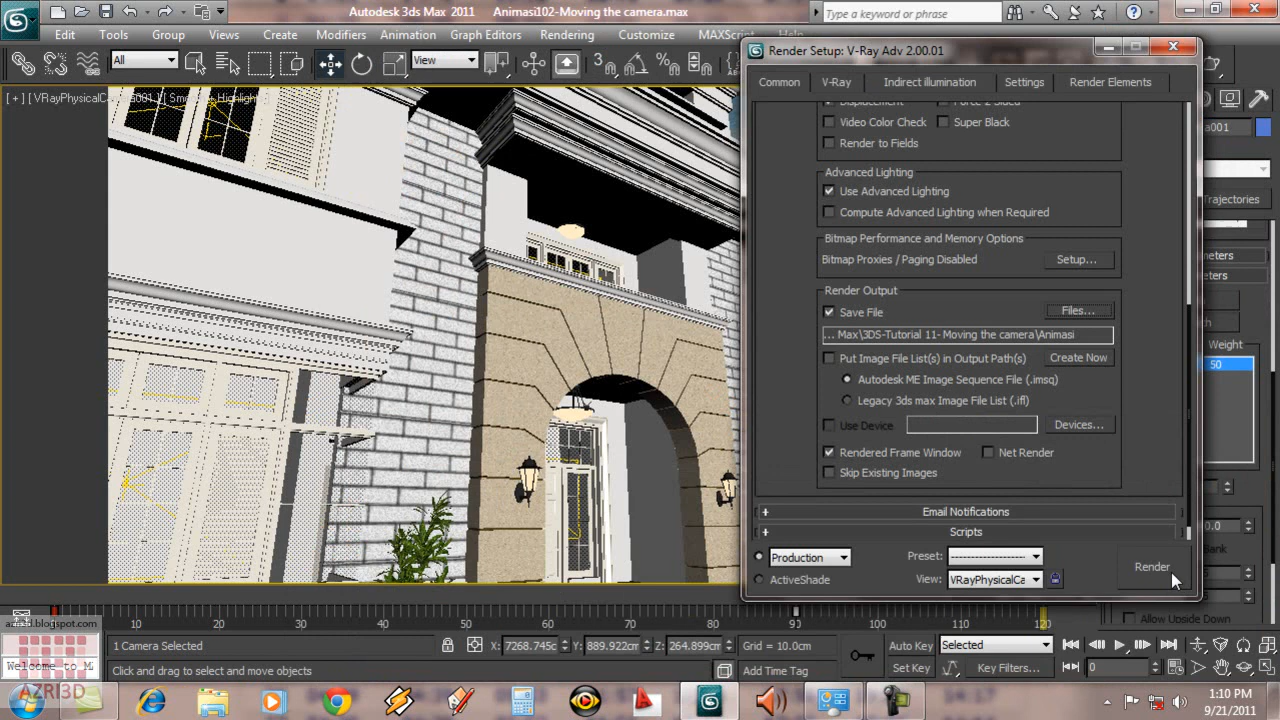 Autodesk 3ds Max 2011 Animasi102-Moving the camera.max
Type a keyword or phrase
Edit Tools Group Views Create Modifiers Animation Graph Editors Rendering Customize MAXScript
All
View
Render Setup: V-Ray Adv 2.00.01
Common V-Ray Indirect illumination Settings Render Elements
Displacement Force 2-Sided
Video Color Check Super Black
Render to Fields
Advanced Lighting
Use Advanced Lighting
Compute Advanced Lighting when Required
Bitmap Performance and Memory Options
Bitmap Proxies / Paging Disabled Setup...
Render Output
Save File Files...
... Max\3DS-Tutorial 11- Moving the camera\Animasi
Put Image File List(s) in Output Path(s) Create Now
Autodesk ME Image Sequence File (.imsq)
Legacy 3ds max Image File List (.ifl)
Use Device Devices...
Rendered Frame Window Net Render
Skip Existing Images
Email Notifications
Scripts
Production Preset:
Render
ActiveShade View: VRayPhysicalCa
a001
Trajectories
Weight
50
Bank
Allow Upside Down
10 20 30 40 50 60 70 80 90 100 110 120
1 Camera Selected X: 7268.745c Y: 889.922cm Z: 264.899cm Grid = 10.0cm Auto Key Selected
Click and drag to select and move objects Add Time Tag Set Key Key Filters... 0
Welcome to M
AZRI3D
1:10 PM
9/21/2011